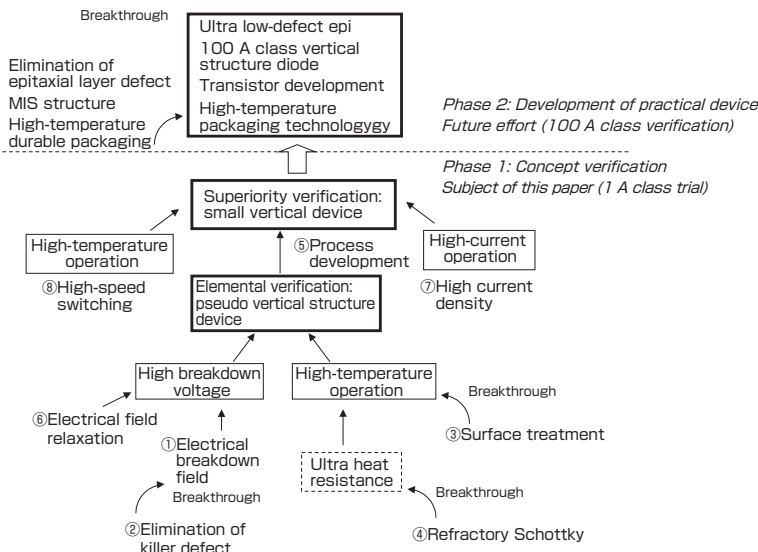 Breakthrough
Ultra low-defect epi
100 A class vertical
structure diode
Transistor development
High-temperature
packaging technologygy
Elimination of
epitaxial layer defect
MIS structure
High-temperature
durable packaging
Phase 2: Development of practical device
Future effort (100 A class verification)
Phase 1: Concept verification
Subject of this paper (1 A class trial)
Superiority verification:
small vertical device
High-temperature
operation
⑧High-speed
switching
⑤Process
development
High-current
operation
⑦High current
density
Elemental verification:
pseudo vertical structure
device
High breakdown
voltage
High-temperature
operation
Breakthrough
⑥Electrical field
relaxation
③Surface treatment
①Electrical
breakdown
field
Breakthrough
Ultra heat
resistance
Breakthrough
②Elimination of
killer defect
④Refractory Schottky